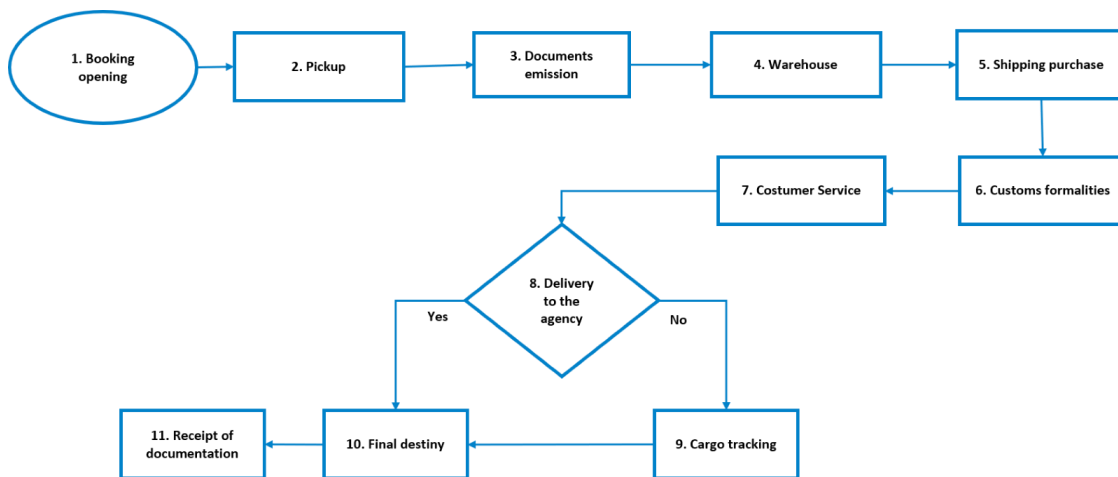 1. Booking
opening
2. Pickup
3. Documents
emission
4. Warehouse
5. Shipping purchase
6. Customs formalities
7. Costumer Service
8. Delivery
to the
agency
Yes
No
9. Cargo tracking
10. Final destiny
11. Receipt of
documentation